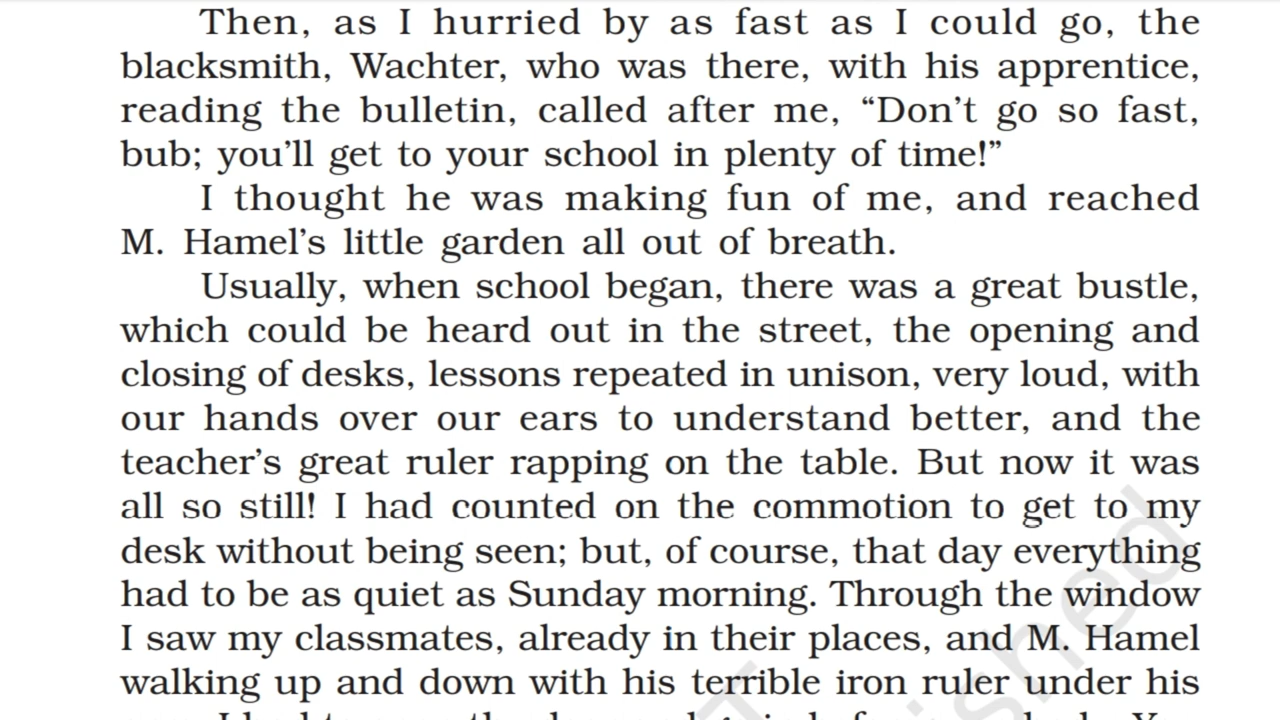 Then, as I hurried by as fast as I could go, the
blacksmith, Wachter, who was there, with his apprentice,
reading the bulletin, called after me, “Don’t go so fast,
bub; you’ll get to your school in plenty of time!”
I thought he was making fun of me, and reached
M. Hamel’s little garden all out of breath.
Usually, when school began, there was a great bustle,
which could be heard out in the street, the opening and
closing of desks, lessons repeated in unison, very loud, with
our hands over our ears to understand better, and the
teacher’s great ruler rapping on the table. But now it was
all so still! I had counted on the commotion to get to my
desk without being seen; but, of course, that day everything
had to be as quiet as Sunday morning. Through the window
I saw my classmates, already in their places, and M. Hamel
walking up and down with his terrible iron ruler under his